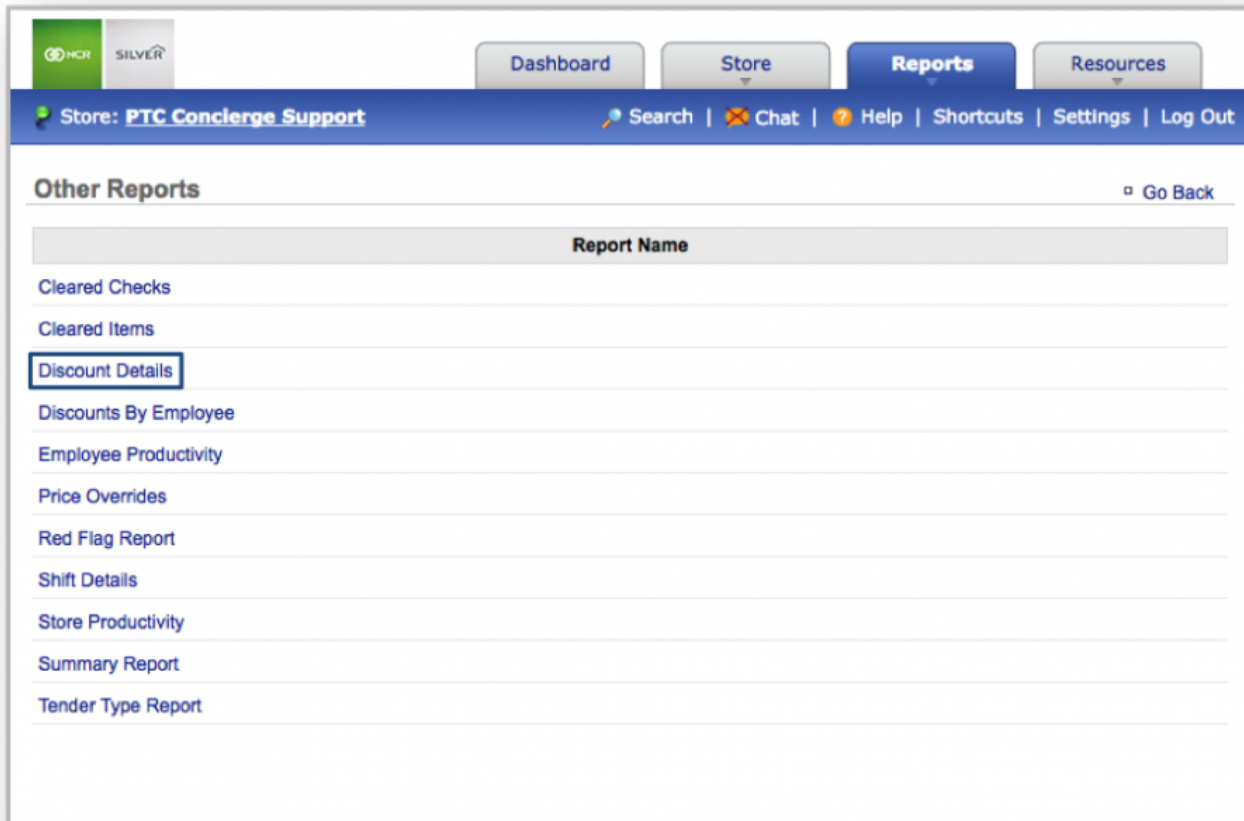 NCR SILVER
Dashboard Store Reports Resources
Store: PTC Concierge Support Search | Chat | Help | Shortcuts | Settings | Log Out
Other Reports Go Back
Report Name
Cleared Checks
Cleared Items
Discount Details
Discounts By Employee
Employee Productivity
Price Overrides
Red Flag Report
Shift Details
Store Productivity
Summary Report
Tender Type Report